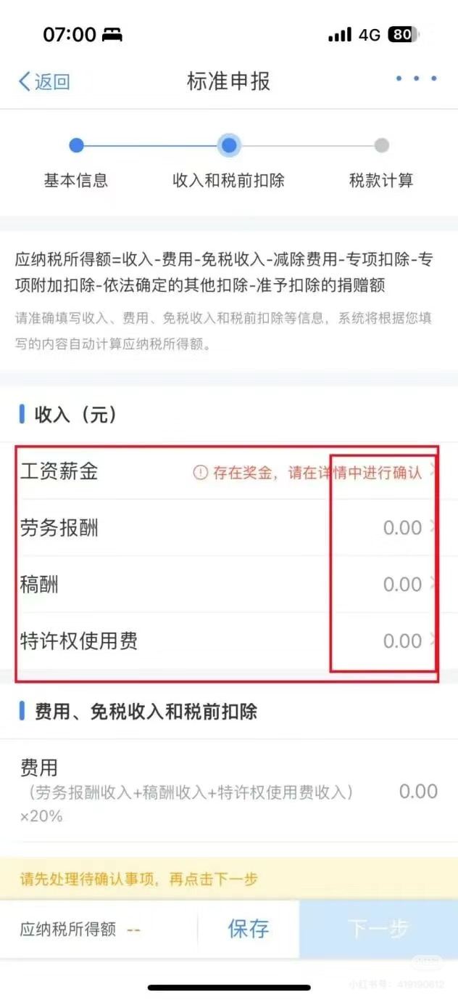 07:00
4G 80
返回
标准申报
基本信息
收入和税前扣除
税款计算
应纳税所得额=收入-费用-免税收入-减除费用-专项扣除-专
项附加扣除-依法确定的其他扣除-准予扣除的捐赠额
请准确填写收入、费用、免税收入和税前扣除等信息，系统将根据您填
写的内容自动计算应纳税所得额。
收入（元）
工资薪金 存在奖金，请在详情中进行确认
劳务报酬 0.00
稿酬 0.00
特许权使用费 0.00
费用、免税收入和税前扣除
费用
（劳务报酬收入+稿酬收入+特许权使用费收入） 0.00
×20%
请先处理待确认事项，再点击下一步
应纳税所得额 --
保存
下一步
小红书号：419190612